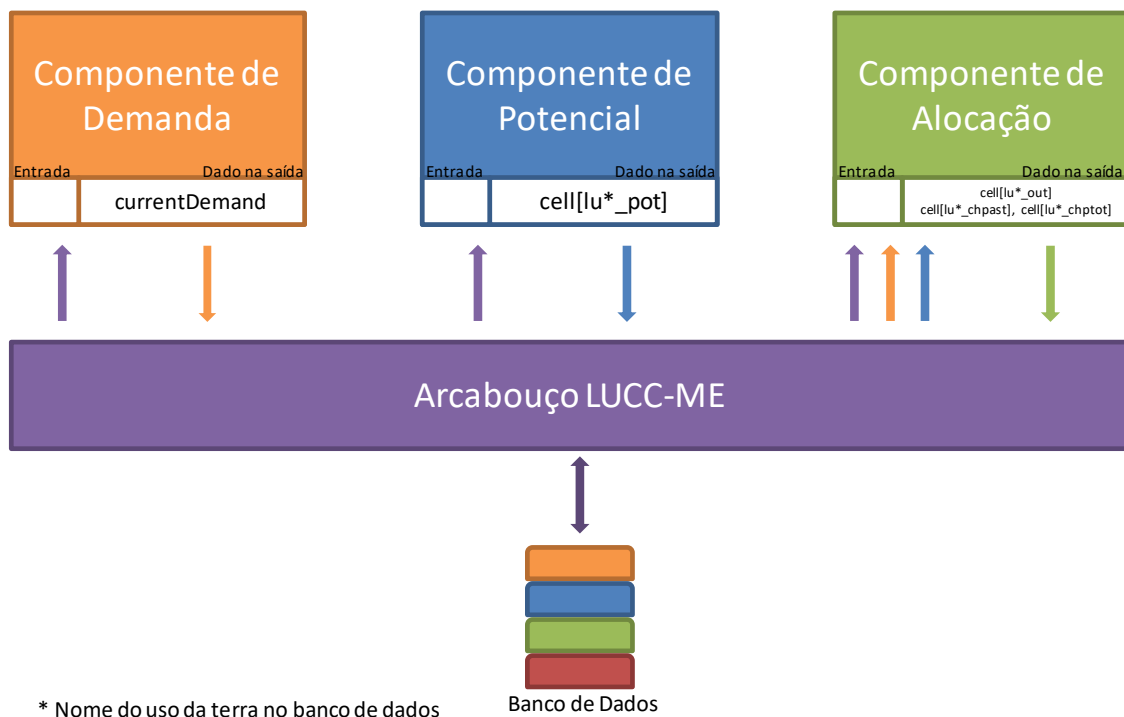 Componente de
Demanda
Entrada
Dado na saída
currentDemand
Componente de
Potencial
Entrada
Dado na saída
cell[lu*_pot]
Componente de
Alocação
Entrada
Dado na saída
cell[lu*_out]
cell[lu*_chpast], cell[lu*_chptot]
Arcabouço LUCC-ME
Banco de Dados
* Nome do uso da terra no banco de dados